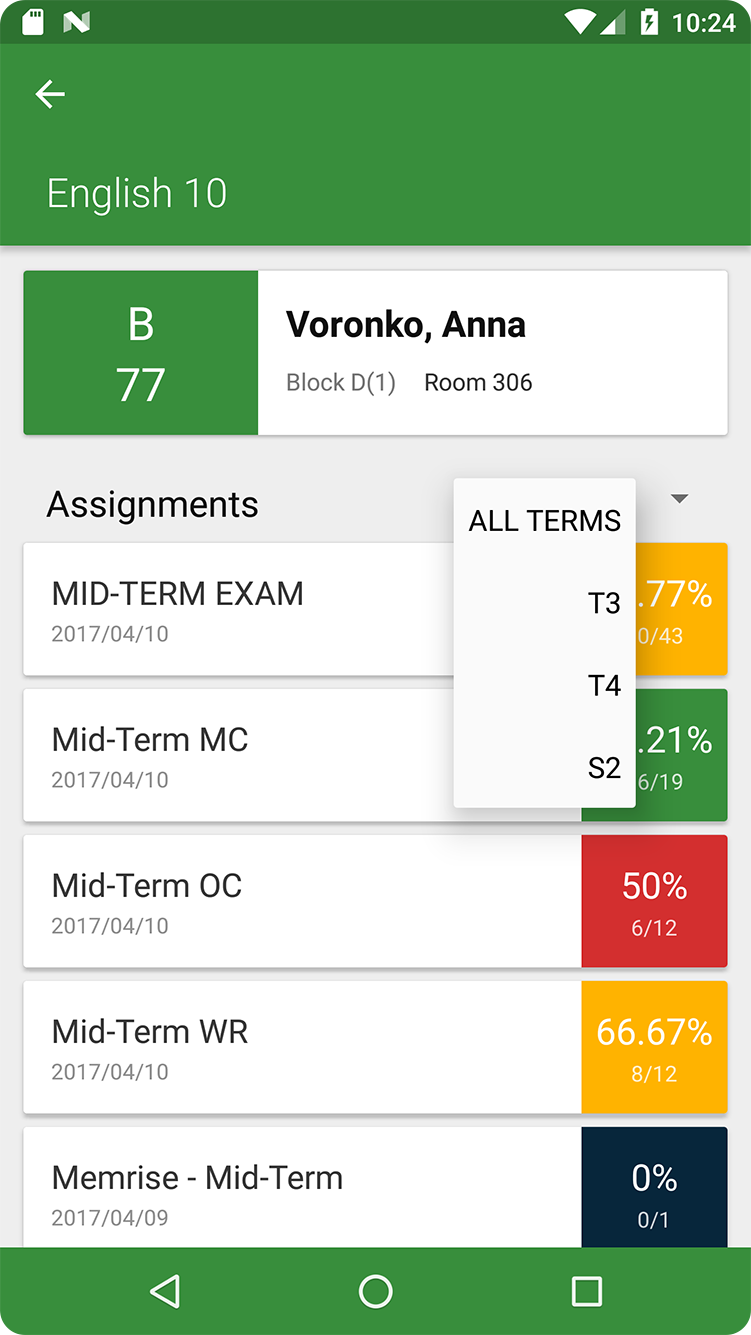 10:24
English 10
B
77
Voronko, Anna
Block D(1) Room 306
Assignments
ALL TERMS
T3
T4
S2
MID-TERM EXAM
2017/04/10
.77%
0/43
Mid-Term MC
2017/04/10
.21%
6/19
Mid-Term OC
2017/04/10
50%
6/12
Mid-Term WR
2017/04/10
66.67%
8/12
Memrise - Mid-Term
2017/04/09
0%
0/1